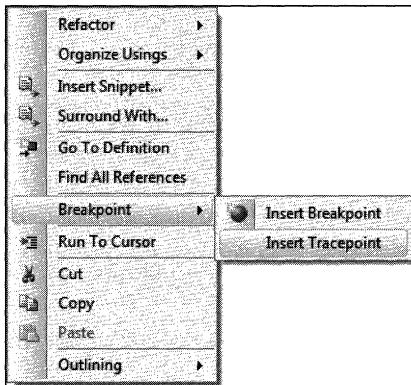 Refactor
Organize Usings
Insert Snippet...
Surround With...
Go To Definition
Find All References
Breakpoint
Insert Breakpoint
Run To Cursor
Insert Tracepoint
Cut
Copy
Paste
Outlining